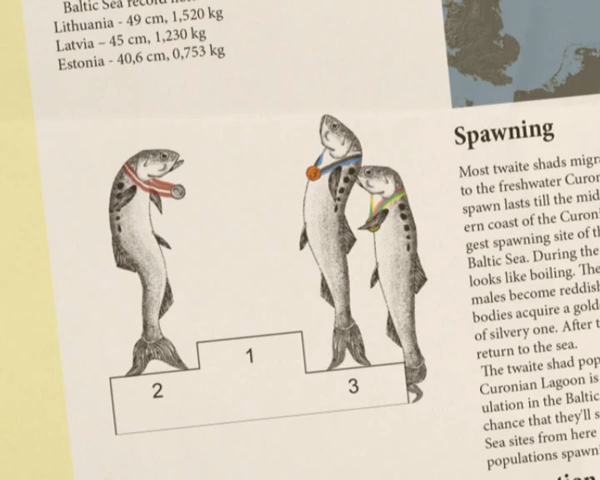 Baltic Sea record
Lithuania - 49 cm, 1,520 kg
Latvia – 45 cm, 1,230 kg
Estonia - 40,6 cm, 0,753 kg
1
2
3
Spawning
Most twaite shads migr
to the freshwater Curon
spawn lasts till the mid
ern coast of the Curoni
gest spawning site of th
Baltic Sea. During the
looks like boiling. The
males become reddish
bodies acquire a gold
of silvery one. After t
return to the sea.
The twaite shad pop
Curonian Lagoon is
ulation in the Baltic
chance that they'll s
Sea sites from here
populations spawn